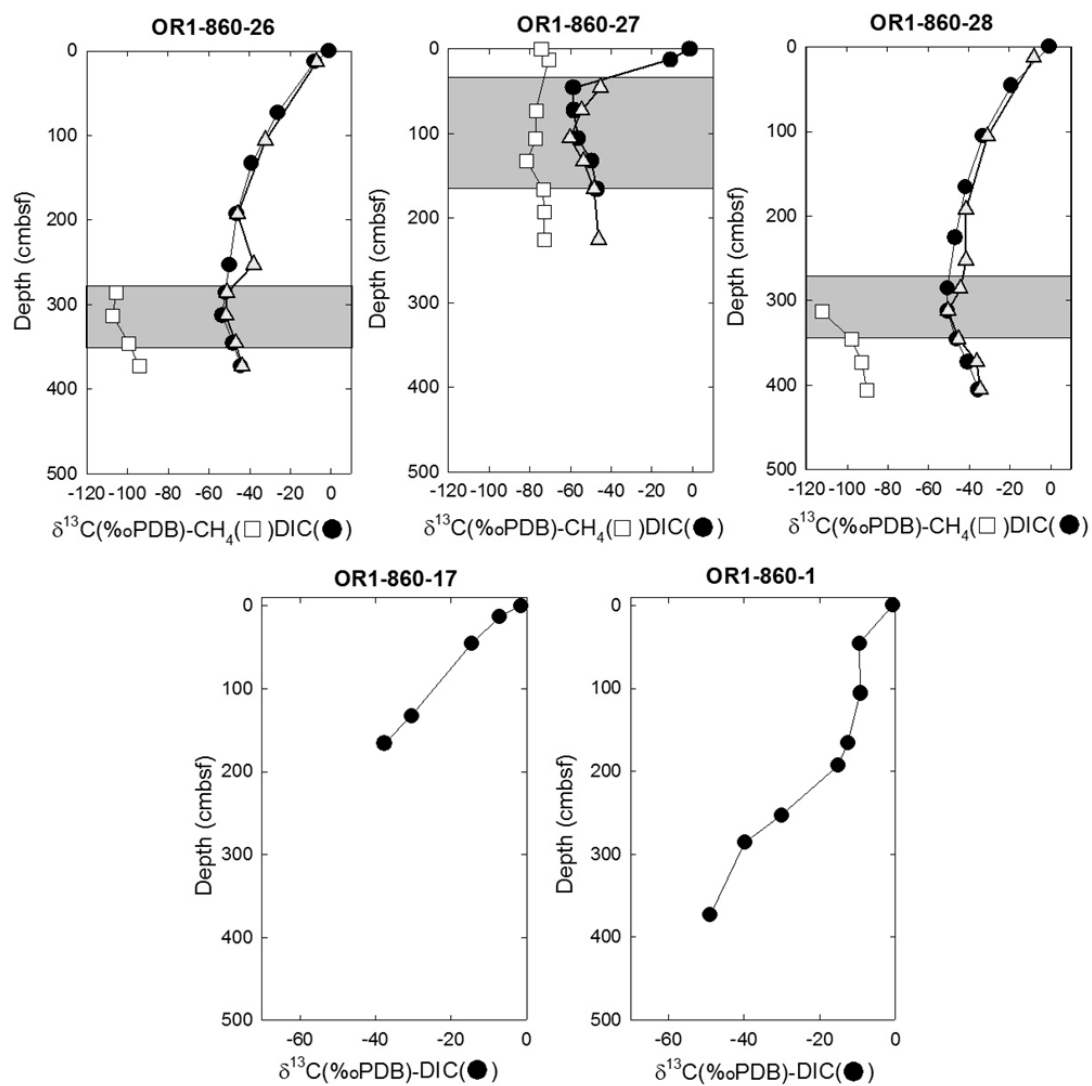 OR1-860-26
0
100
200
300
400
500
Depth (cmbsf)
-120 -100 -80 -60 -40 -20 0
δ¹³C(‰PDB)-CH₄(□)DIC(●)
OR1-860-27
0
100
200
300
400
500
Depth (cmbsf)
-120 -100 -80 -60 -40 -20 0
δ¹³C(‰PDB)-CH₄(□)DIC(●)
OR1-860-28
0
100
200
300
400
500
Depth (cmbsf)
-120 -100 -80 -60 -40 -20 0
δ¹³C(‰PDB)-CH₄(□)DIC(●)
OR1-860-17
0
100
200
300
400
500
Depth (cmbsf)
-60 -40 -20 0
δ¹³C(‰PDB)-DIC(●)
OR1-860-1
0
100
200
300
400
500
Depth (cmbsf)
-60 -40 -20 0
δ¹³C(‰PDB)-DIC(●)